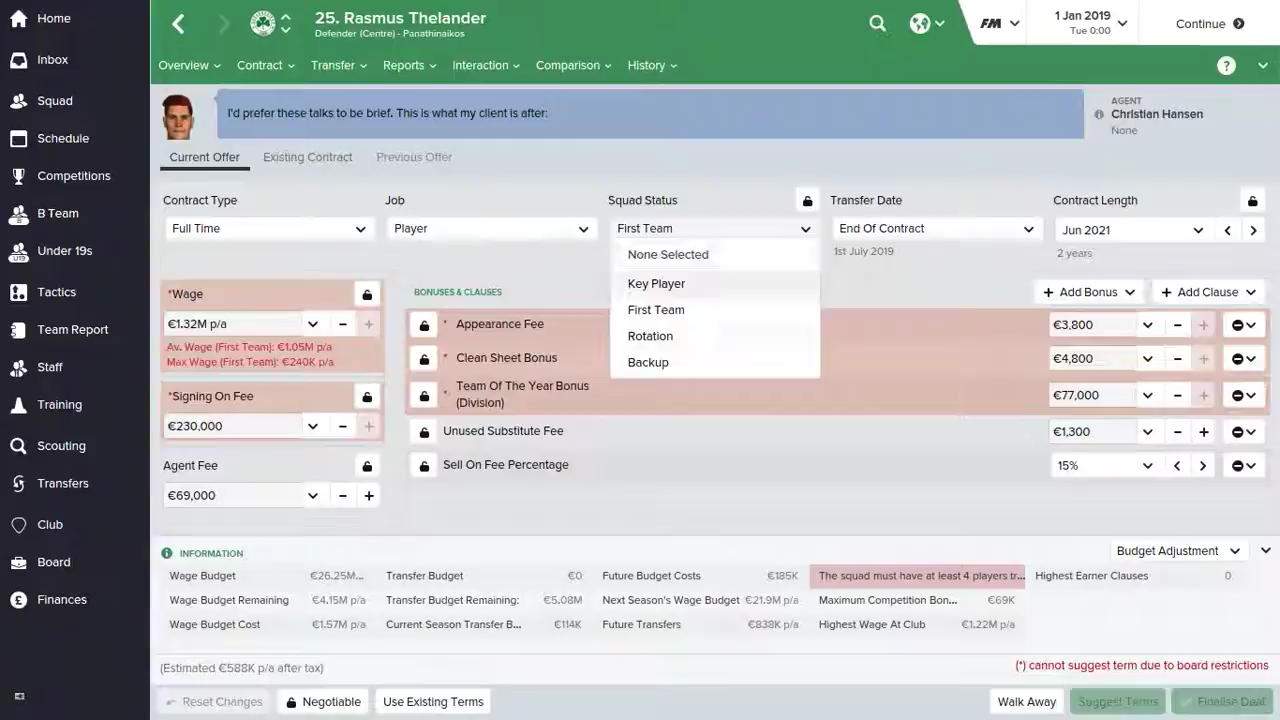 Home
Inbox
Squad
Schedule
Competitions
B Team
Under 19s
Tactics
Team Report
Staff
Training
Scouting
Transfers
Club
Board
Finances
25. Rasmus Thelander
Defender (Centre) - Panathinaikos
FM
1 Jan 2019
Tue 0:00
Continue
Overview
Contract
Transfer
Reports
Interaction
Comparison
History
?
I'd prefer these talks to be brief. This is what my client is after:
AGENT
Christian Hansen
None
Current Offer
Existing Contract
Previous Offer
Contract Type
Full Time
Job
Player
Squad Status
First Team
None Selected
Key Player
First Team
Rotation
Backup
Transfer Date
End Of Contract
1st July 2019
Contract Length
Jun 2021
2 years
*Wage
€1.32M p/a
Av. Wage (First Team): €1.05M p/a
Max Wage (First Team): €240K p/a
*Signing On Fee
€230,000
Agent Fee
€69,000
BONUSES & CLAUSES
+ Add Bonus
+ Add Clause
* Appearance Fee €3,800
* Clean Sheet Bonus €4,800
* Team Of The Year Bonus
(Division) €77,000
Unused Substitute Fee €1,300
Sell On Fee Percentage 15%
INFORMATION
Budget Adjustment
Wage Budget €26.25M... Transfer Budget €0 Future Budget Costs €185K The squad must have at least 4 players tr... Highest Earner Clauses 0
Wage Budget Remaining €4.15M p/a Transfer Budget Remaining: €5.08M Next Season's Wage Budget €21.9M p/a Maximum Competition Bon... €69K
Wage Budget Cost €1.57M p/a Current Season Transfer B... €114K Future Transfers €838K p/a Highest Wage At Club €1.22M p/a
(Estimated €588K p/a after tax)
(*) cannot suggest term due to board restrictions
Reset Changes
Negotiable
Use Existing Terms
Walk Away
Suggest Terms
Finalise Deal